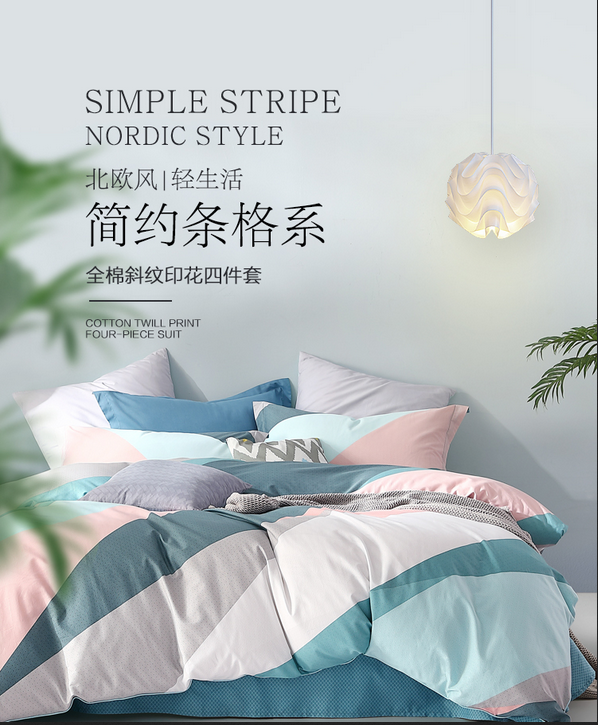 SIMPLE STRIPE
NORDIC STYLE
北欧风|轻生活
简约条格系
全棉斜纹印花四件套
COTTON TWILL PRINT
FOUR-PIECE SUIT